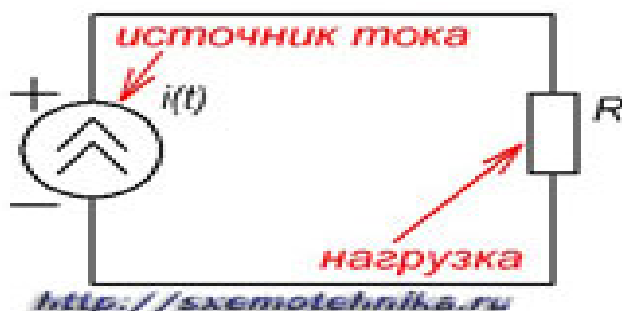 источник тока
+ i(t)
R
−
нагрузка
http://sxemotehnika.ru